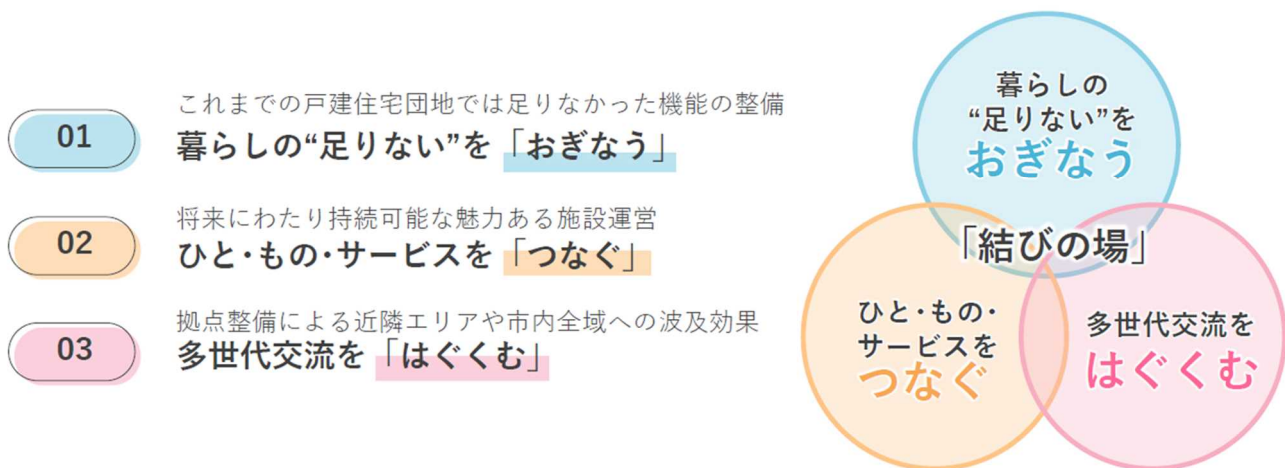 01
これまでの戸建住宅団地では足りなかった機能の整備
暮らしの“足りない”を「おぎなう」
02
将来にわたり持続可能な魅力ある施設運営
ひと・もの・サービスを「つなぐ」
03
拠点整備による近隣エリアや市内全域への波及効果
多世代交流を「はぐくむ」
暮らしの
“足りない”を
おぎなう
「結びの場」
ひと・もの・
サービスを
つなぐ
多世代交流を
はぐくむ